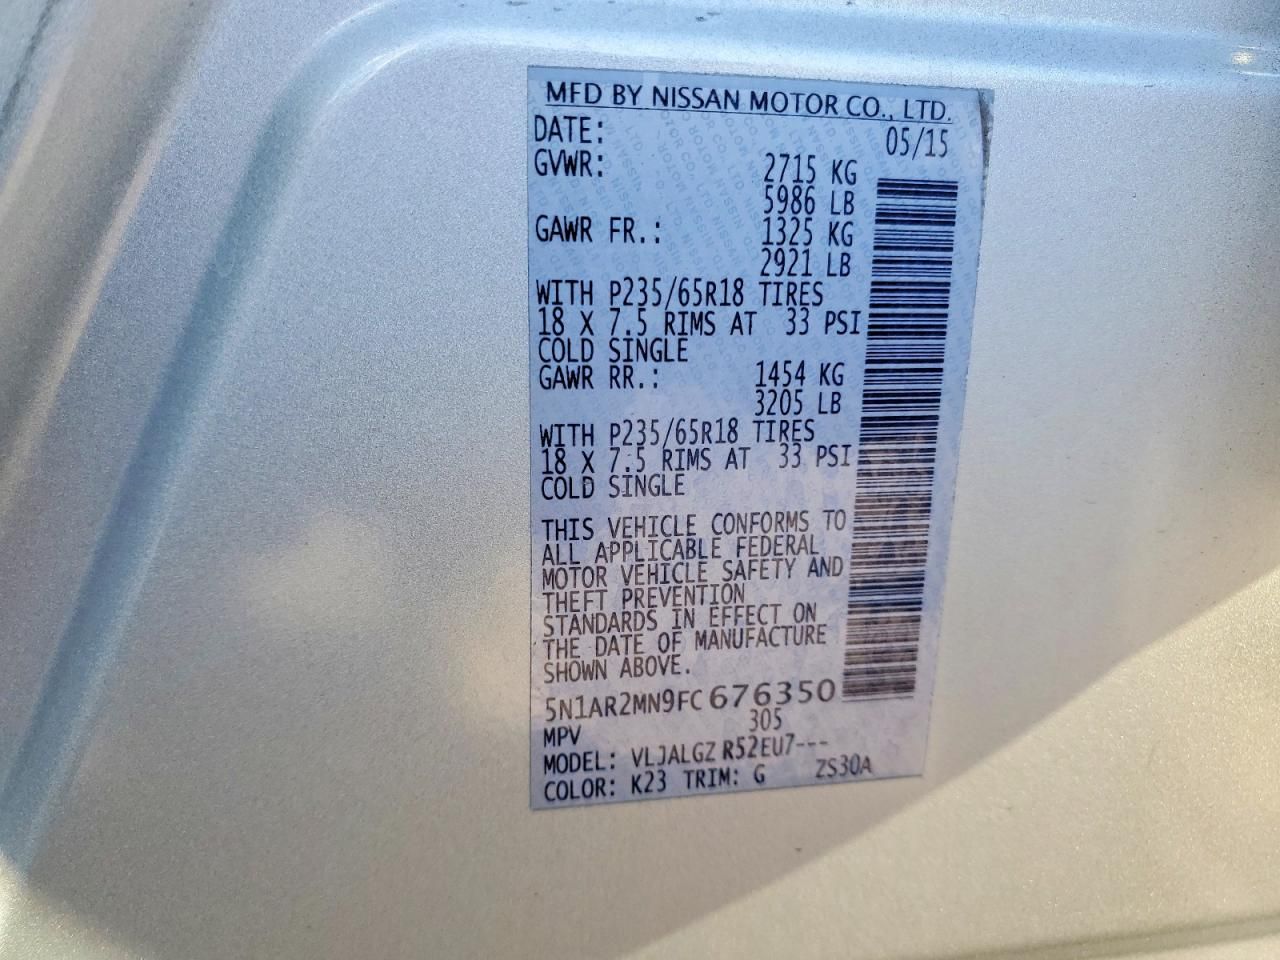 MFD BY NISSAN MOTOR CO., LTD.
DATE: 05/15
GVWR: 2715 KG
5986 LB
GAWR FR.: 1325 KG
2921 LB
WITH P235/65R18 TIRES
18 X 7.5 RIMS AT 33 PSI
COLD SINGLE
GAWR RR.: 1454 KG
3205 LB
WITH P235/65R18 TIRES
18 X 7.5 RIMS AT 33 PSI
COLD SINGLE
THIS VEHICLE CONFORMS TO
ALL APPLICABLE FEDERAL
MOTOR VEHICLE SAFETY AND
THEFT PREVENTION
STANDARDS IN EFFECT ON
THE DATE OF MANUFACTURE
SHOWN ABOVE.
5N1AR2MN9FC676350
MPV 305
MODEL: VLJALGZ R52EU7---
COLOR: K23 TRIM: G ZS30A